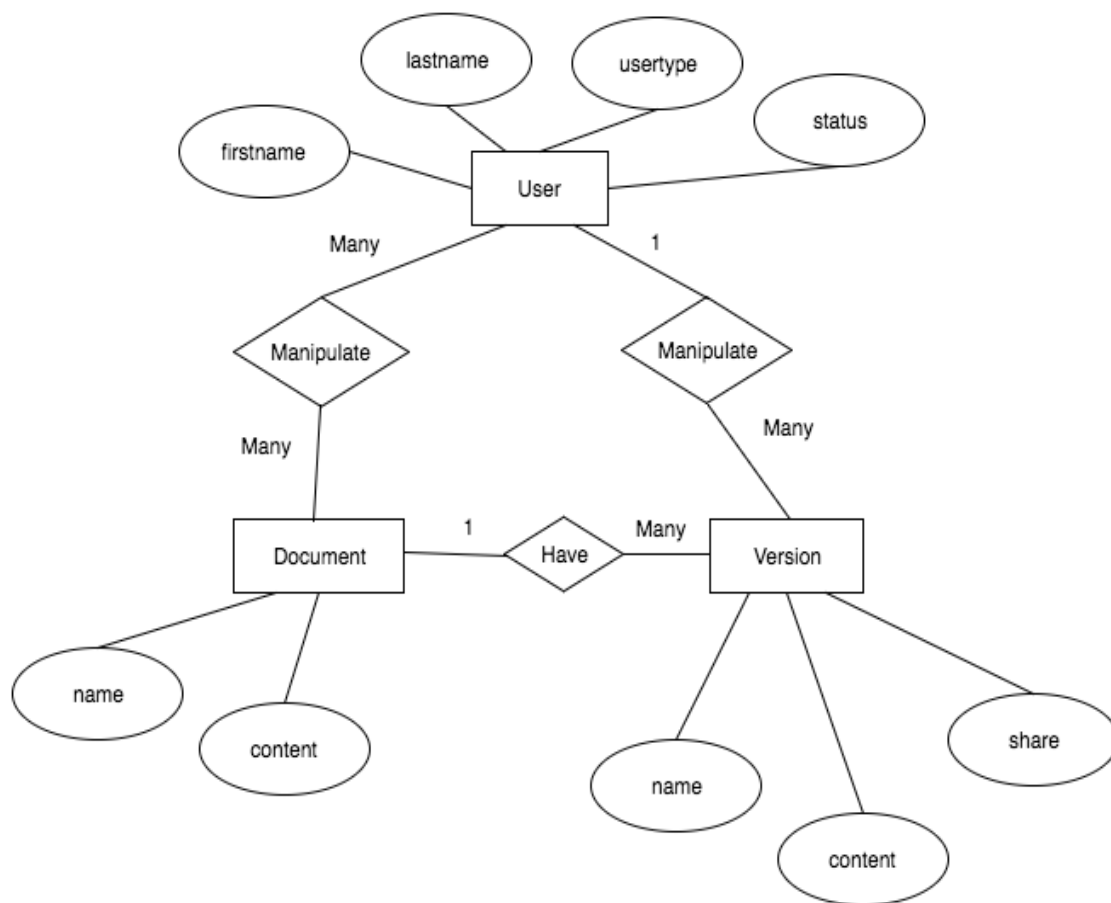 lastname
usertype
status
firstname
User
Many
1
Manipulate
Manipulate
Many
Many
1
Many
Document
Have
Version
name
content
share
name
content